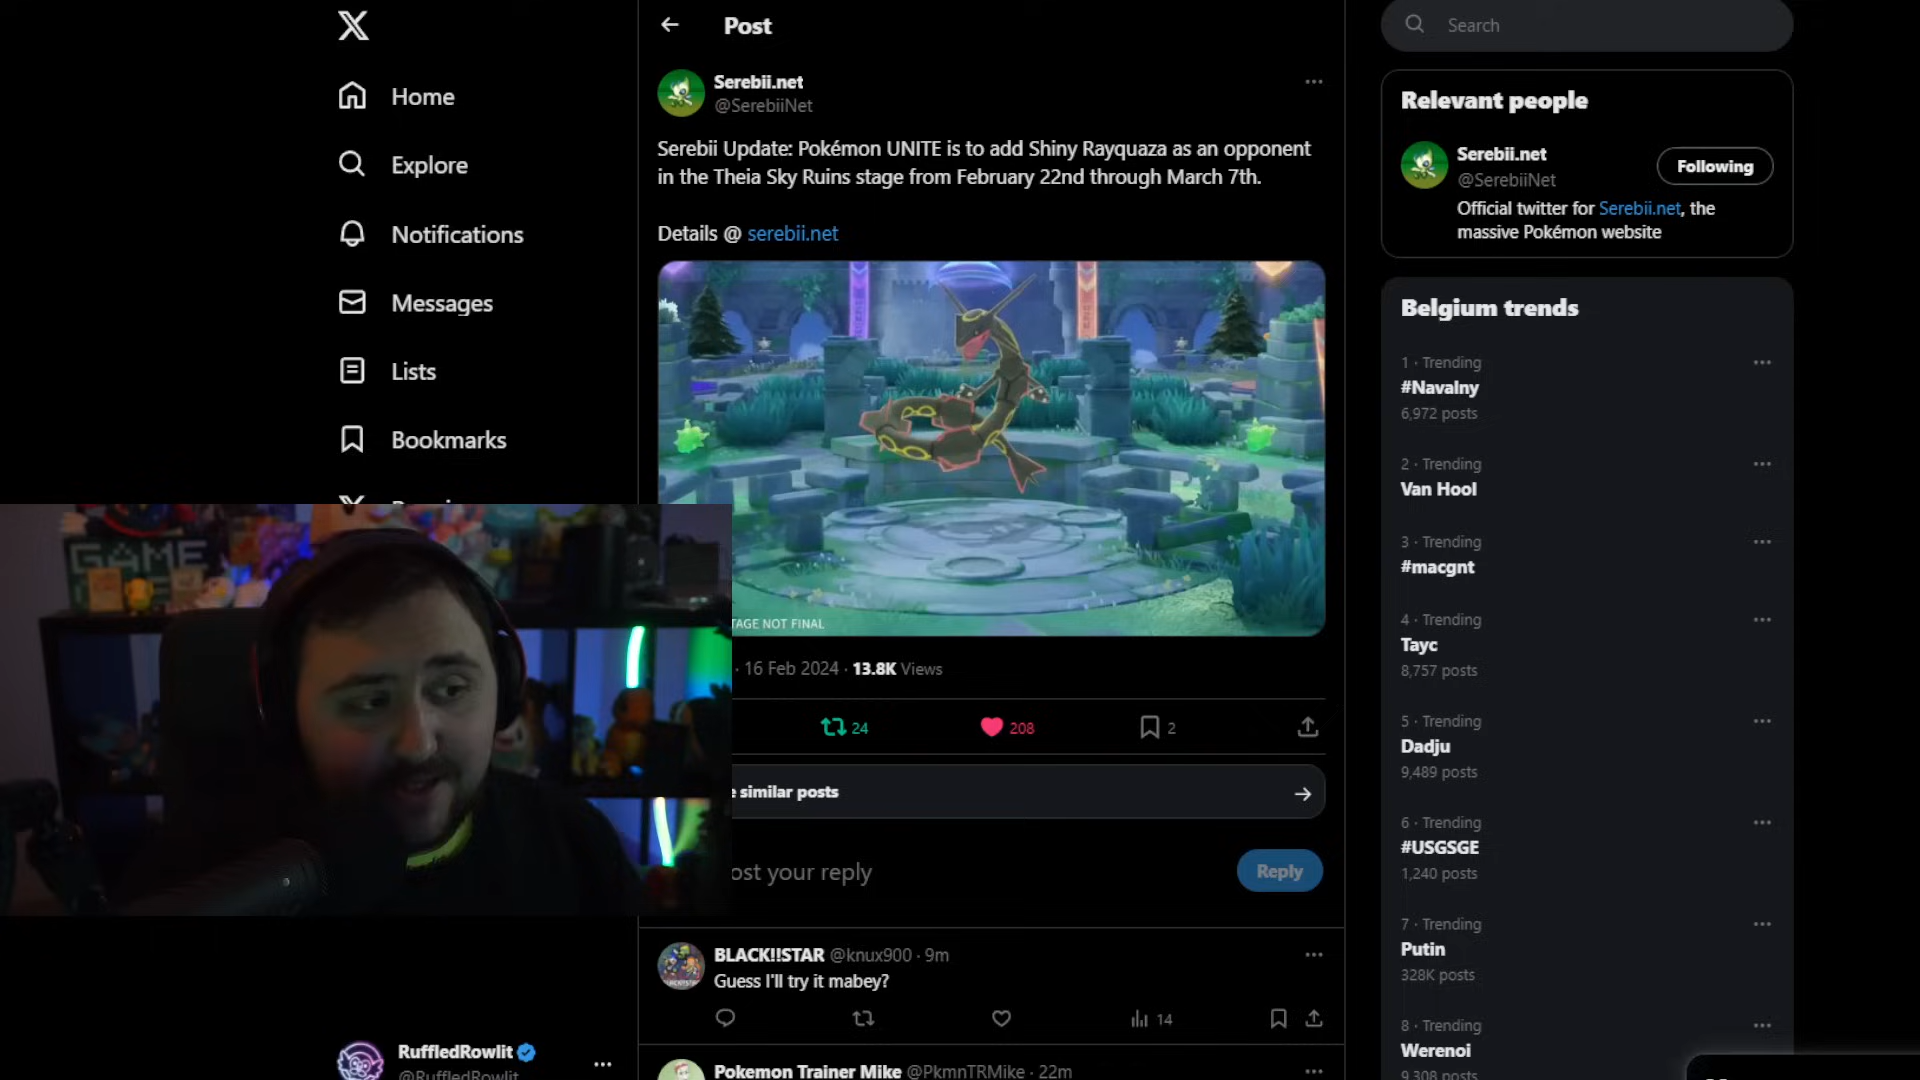 Home
Explore
Notifications
Messages
Lists
Bookmarks
GAME
RuffledRowlit
@RuffledRowlit
Post
Serebii.net
@SerebiiNet
Serebii Update: Pokémon UNITE is to add Shiny Rayquaza as an opponent
in the Theia Sky Ruins stage from February 22nd through March 7th.
Details @ serebii.net
TAGE NOT FINAL
· 16 Feb 2024 · 13.8K Views
24
208
2
e similar posts
ost your reply
Reply
BLACK!!STAR @knux900 · 9m
Guess I'll try it mabey?
14
Pokemon Trainer Mike @PkmnTRMike · 22m
Search
Relevant people
Serebii.net
@SerebiiNet
Following
Official twitter for Serebii.net, the
massive Pokémon website
Belgium trends
1 · Trending
#Navalny
6,972 posts
2 · Trending
Van Hool
3 · Trending
#macgnt
4 · Trending
Tayc
8,757 posts
5 · Trending
Dadju
9,489 posts
6 · Trending
#USGSGE
1,240 posts
7 · Trending
Putin
328K posts
8 · Trending
Werenoi
9,308 posts